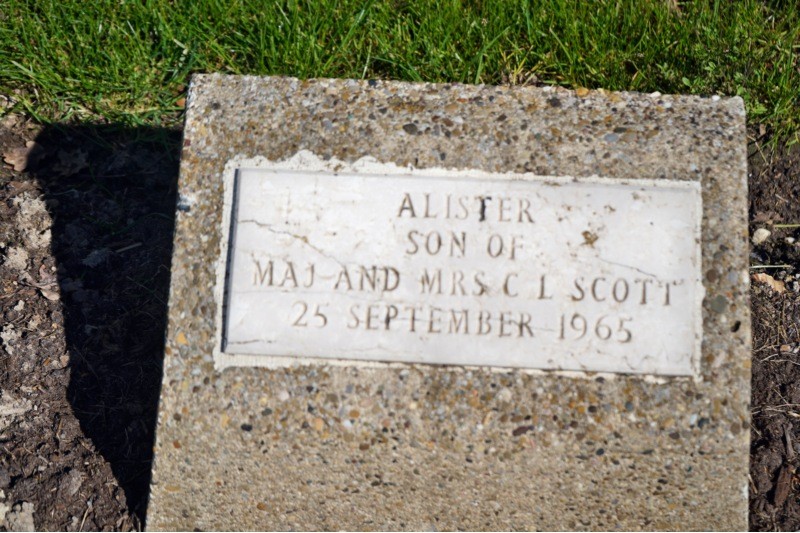 ALISTER
SON OF
MAJ AND MRS C L SCOTT
25 SEPTEMBER 1965